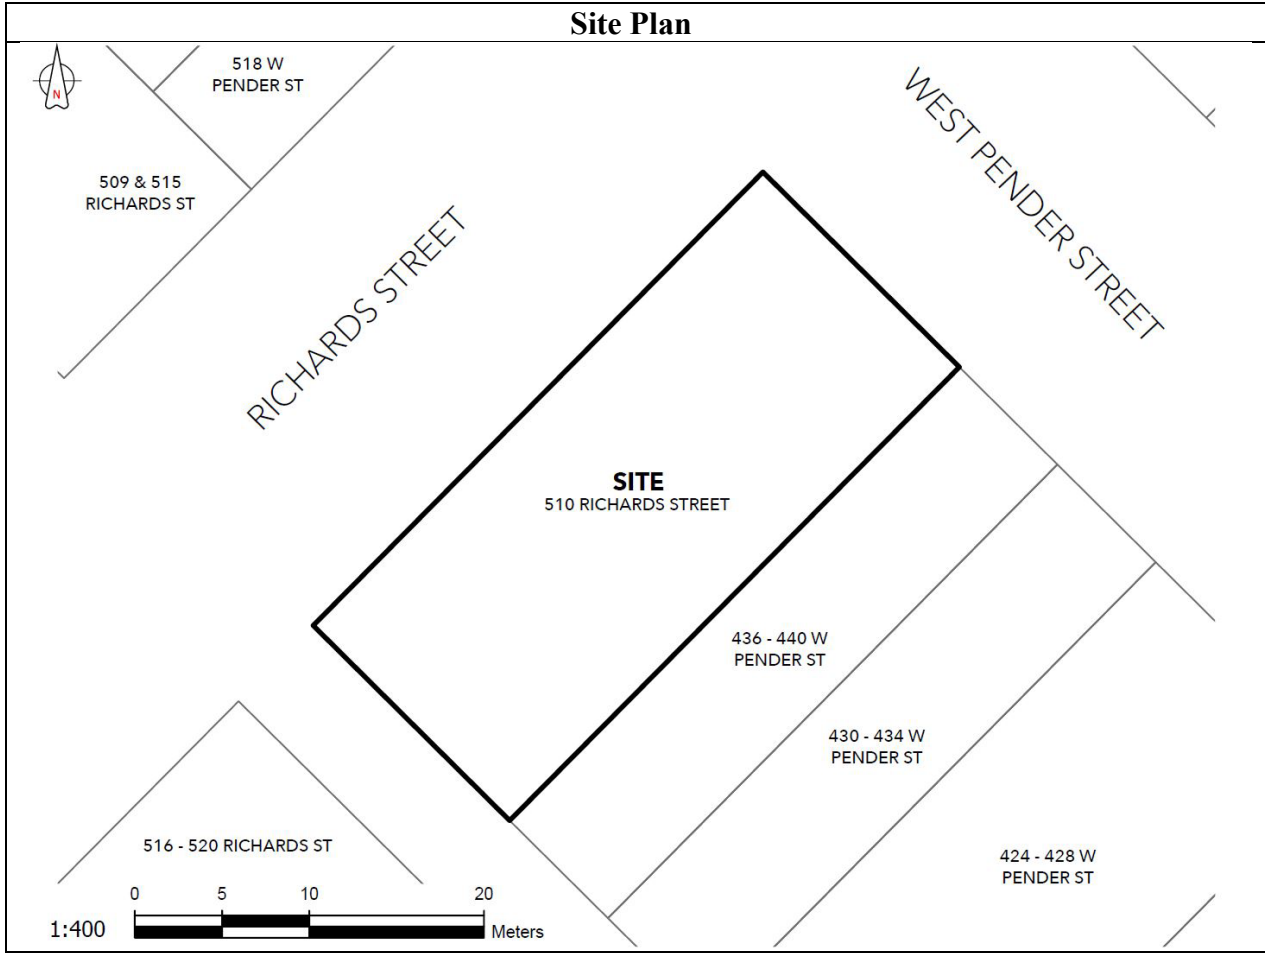 Site Plan
N
518 W
PENDER ST
509 & 515
RICHARDS ST
WEST PENDER STREET
RICHARDS STREET
SITE
510 RICHARDS STREET
436 - 440 W
PENDER ST
430 - 434 W
PENDER ST
516 - 520 RICHARDS ST
424 - 428 W
PENDER ST
0 5 10 20
1:400 Meters